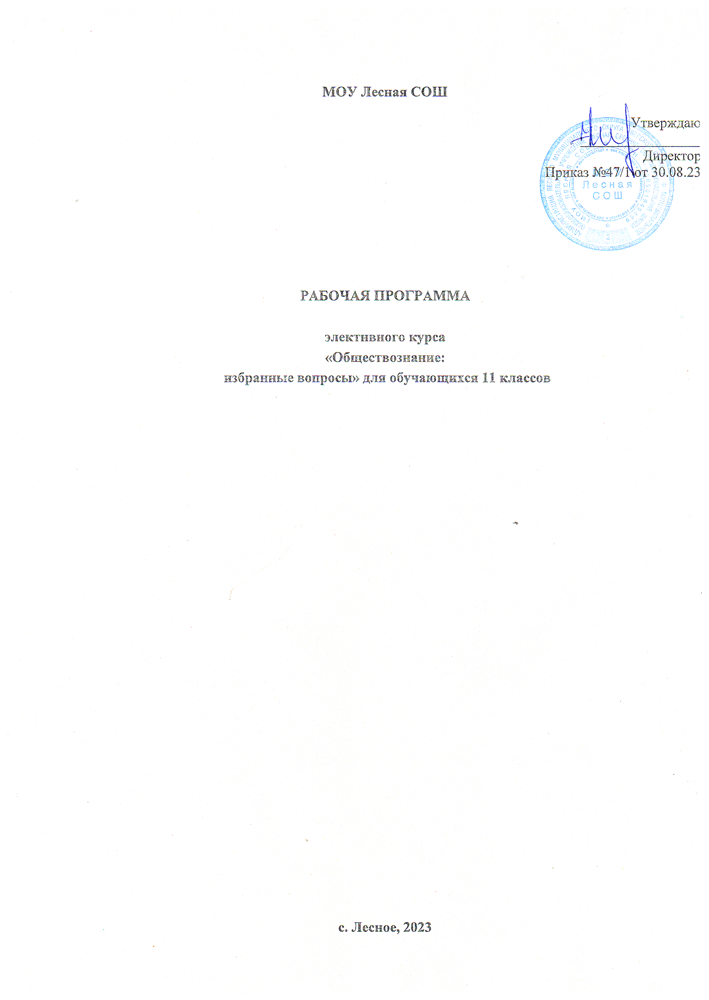 МОУ Лесная СОШ
Утверждаю
Директор
Приказ №47/1 от 30.08.23
Лесная
СОШ
2
РАБОЧАЯ ПРОГРАММА
элективного курса
«Обществознание:
избранные вопросы» для обучающихся 11 классов
с. Лесное, 2023